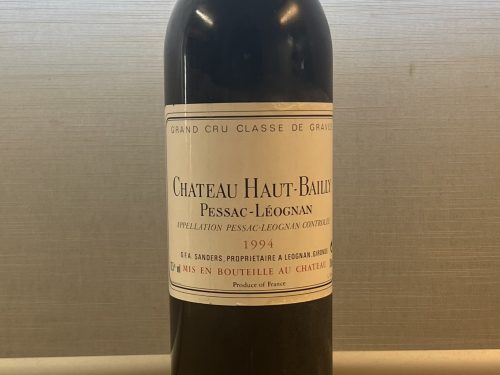 GRAND CRU CLASSE DE GRAVES
CHATEAU HAUT-BAILLY
PESSAC-LÉOGNAN
APPELLATION PESSAC-LEOGNAN CONTROLEE
1994
G.F.A. SANDERS, PROPRIETAIRE A LEOGNAN-GIRONDE
MIS EN BOUTEILLE AU CHATEAU
Produce of France